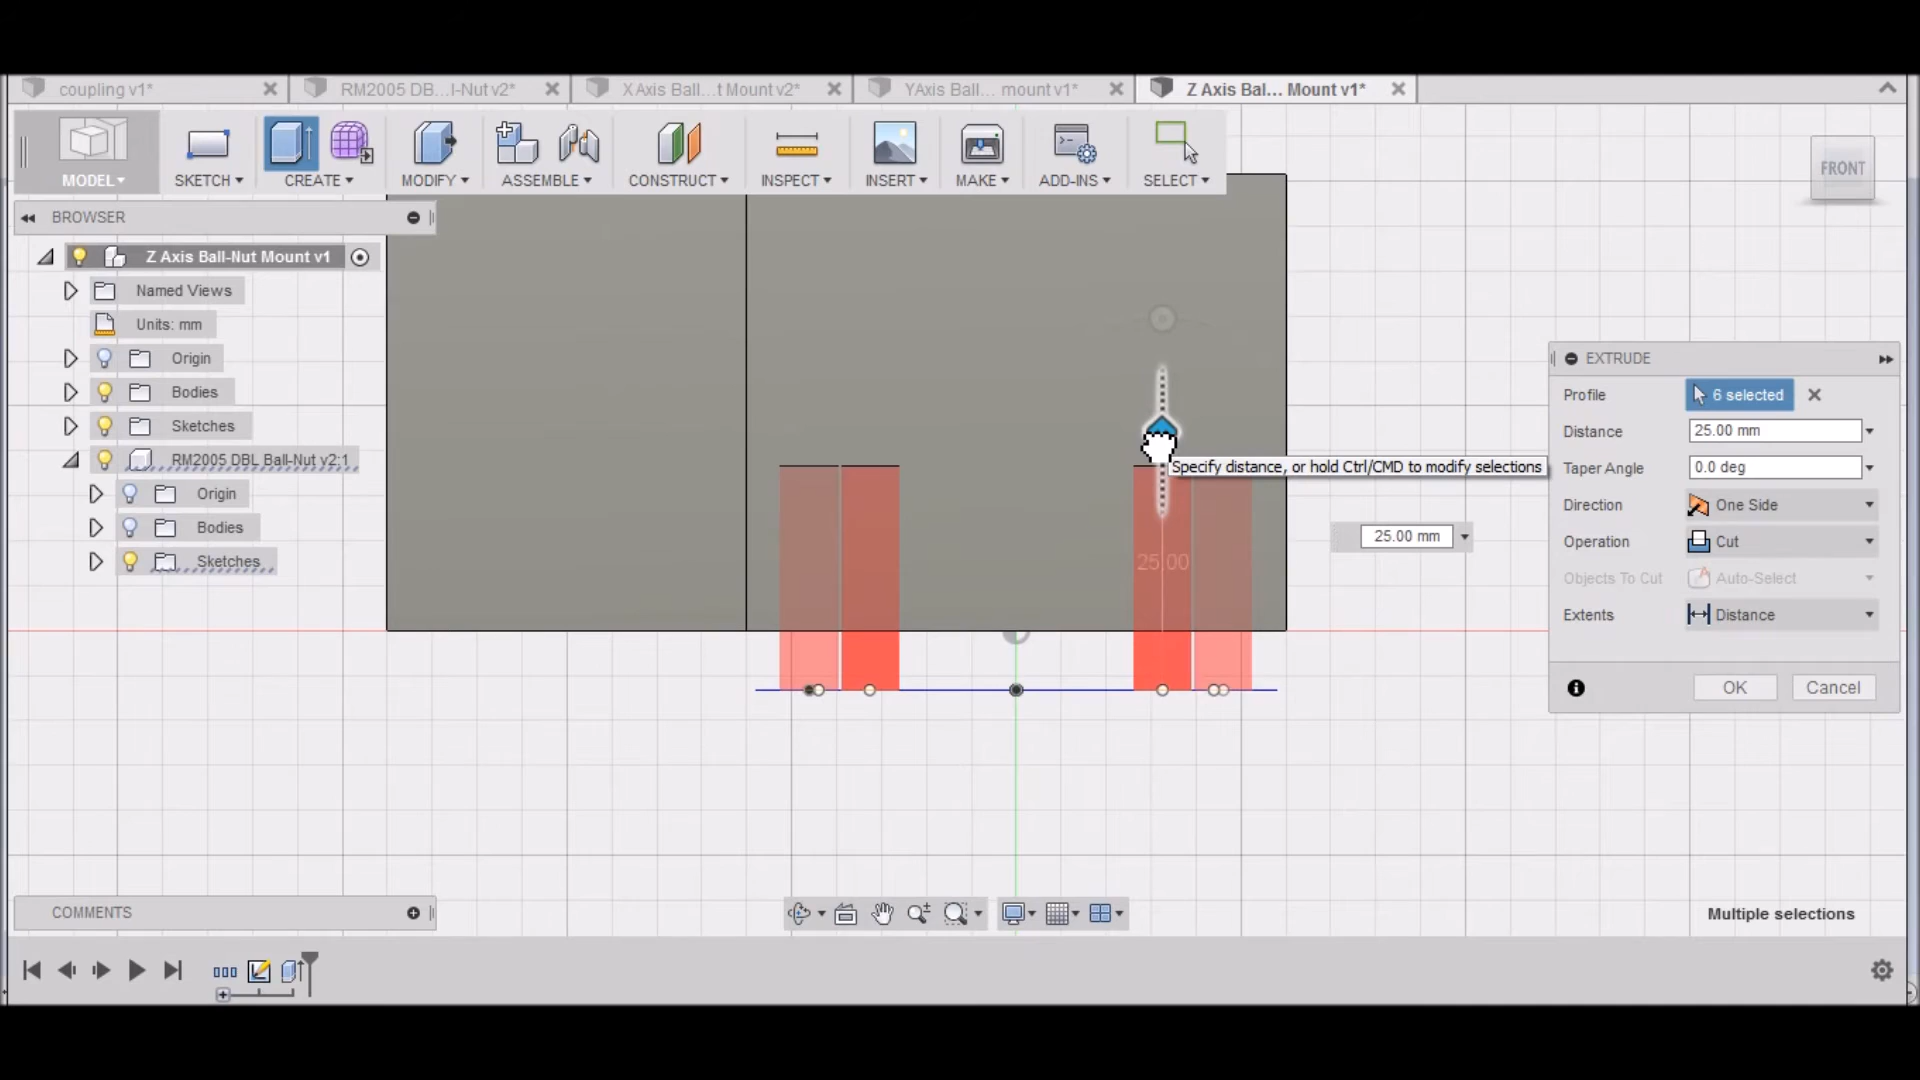 coupling v1*
RM2005 DB...l-Nut v2*
X Axis Ball...t Mount v2*
YAxis Ball... mount v1*
Z Axis Bal... Mount v1*
MODEL
SKETCH
CREATE
MODIFY
ASSEMBLE
CONSTRUCT
INSPECT
INSERT
MAKE
ADD-INS
SELECT
FRONT
BROWSER
Z Axis Ball-Nut Mount v1
Named Views
Units: mm
Origin
Bodies
Sketches
RM2005 DBL Ball-Nut v2:1
Origin
Bodies
Sketches
Specify distance, or hold Ctrl/CMD to modify selections
25.00
25.00 mm
EXTRUDE
Profile 6 selected
Distance 25.00 mm
Taper Angle 0.0 deg
Direction One Side
Operation Cut
Objects To Cut Auto-Select
Extents Distance
OK Cancel
COMMENTS
Multiple selections